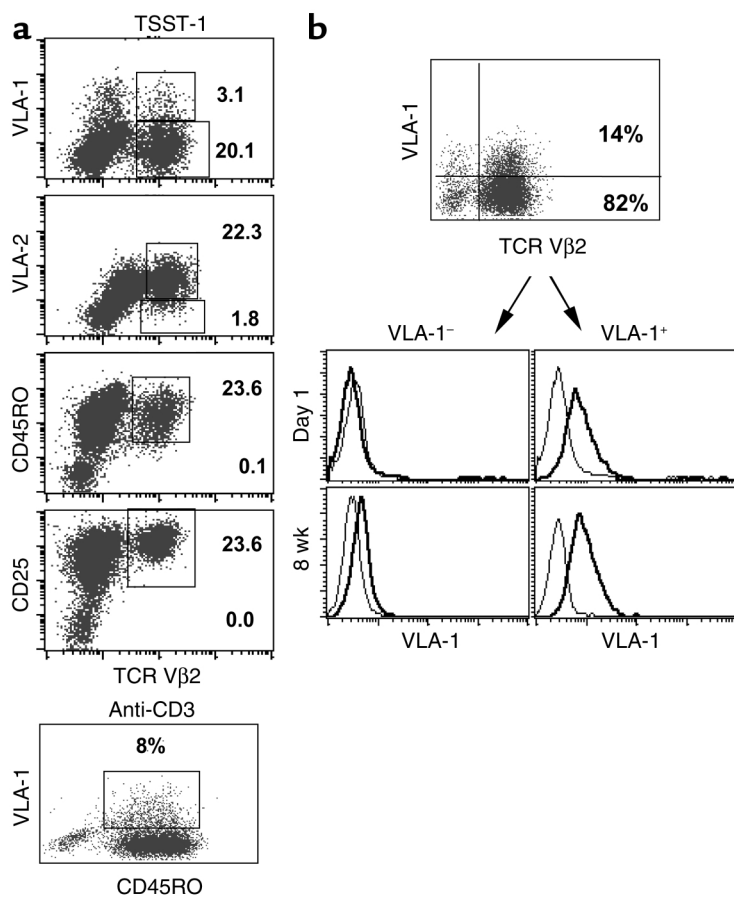 a
TSST-1
VLA-1
3.1
20.1
VLA-2
22.3
1.8
CD45RO
23.6
0.1
CD25
23.6
0.0
TCR Vβ2
Anti-CD3
VLA-1
8%
CD45RO
b
VLA-1
14%
82%
TCR Vβ2
VLA-1⁻
VLA-1⁺
Day 1
8 wk
VLA-1
VLA-1